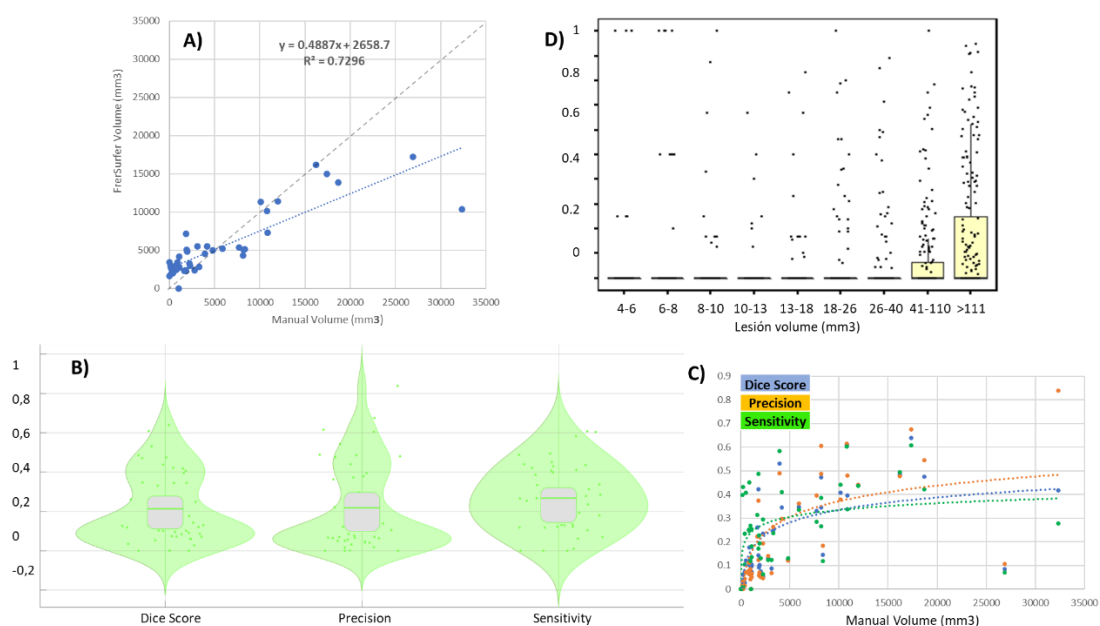 A)
y = 0.4887x + 2658.7
R² = 0.7296
35000
30000
25000
20000
15000
10000
5000
0
FrerSurfer Volume (mm3)
0 5000 10000 15000 20000 25000 30000 35000
Manual Volume (mm3)
D)
1
0.8
0.6
0.4
0.2
0
4-6 6-8 8-10 10-13 13-18 18-26 26-40 41-110 >111
Lesión volume (mm3)
B)
1
0,8
0,6
0,4
0,2
0
-0,2
Dice Score Precision Sensitivity
C)
Dice Score
Precision
Sensitivity
0.9
0.8
0.7
0.6
0.5
0.4
0.3
0.2
0.1
0
0 5000 10000 15000 20000 25000 30000 35000
Manual Volume (mm3)